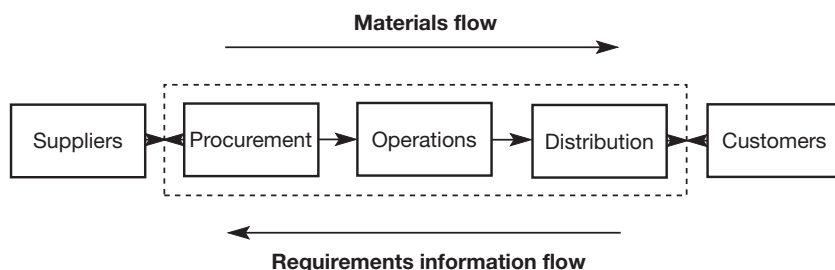 Materials flow
Suppliers
Procurement
Operations
Distribution
Customers
Requirements information flow